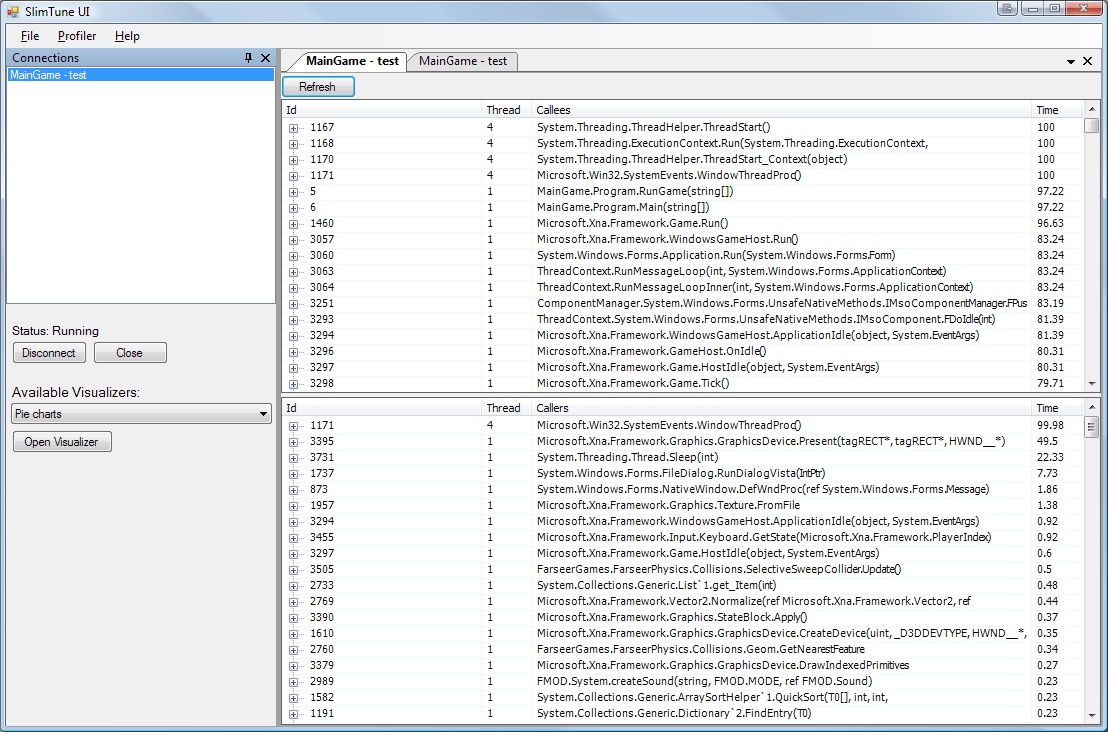 SlimTune UI
File Profiler Help
Connections
MainGame - test
Status: Running
Disconnect Close
Available Visualizers:
Pie charts
Open Visualizer
MainGame - test MainGame - test
Refresh
Id Thread Callees Time
1167 4 System.Threading.ThreadHelper.ThreadStart() 100
1168 4 System.Threading.ExecutionContext.Run(System.Threading.ExecutionContext, 100
1170 4 System.Threading.ThreadHelper.ThreadStart_Context(object) 100
1171 4 Microsoft.Win32.SystemEvents.WindowThreadProc() 100
5 1 MainGame.Program.RunGame(string[]) 97.22
6 1 MainGame.Program.Main(string[]) 97.22
1460 1 Microsoft.Xna.Framework.Game.Run() 96.63
3057 1 Microsoft.Xna.Framework.WindowsGameHost.Run() 83.24
3060 1 System.Windows.Forms.Application.Run(System.Windows.Forms.Form) 83.24
3063 1 ThreadContext.RunMessageLoop(int, System.Windows.Forms.ApplicationContext) 83.24
3064 1 ThreadContext.RunMessageLoopInner(int, System.Windows.Forms.ApplicationContext) 83.24
3251 1 ComponentManager.System.Windows.Forms.UnsafeNativeMethods.IMsoComponentManager.FPus 83.19
3293 1 ThreadContext.System.Windows.Forms.UnsafeNativeMethods.IMsoComponent.FDoIdle(int) 81.39
3294 1 Microsoft.Xna.Framework.WindowsGameHost.ApplicationIdle(object, System.EventArgs) 81.39
3296 1 Microsoft.Xna.Framework.GameHost.OnIdle() 80.31
3297 1 Microsoft.Xna.Framework.Game.HostIdle(object, System.EventArgs) 80.31
3298 1 Microsoft.Xna.Framework.Game.Tick() 79.71
Id Thread Callers Time
1171 4 Microsoft.Win32.SystemEvents.WindowThreadProc() 99.98
3395 1 Microsoft.Xna.Framework.Graphics.GraphicsDevice.Present(tagRECT*, tagRECT*, HWND__*) 49.5
3731 1 System.Threading.Thread.Sleep(int) 22.33
1737 1 System.Windows.Forms.FileDialog.RunDialogVista(IntPtr) 7.73
873 1 System.Windows.Forms.NativeWindow.DefWndProc(ref System.Windows.Forms.Message) 1.86
1957 1 Microsoft.Xna.Framework.Graphics.Texture.FromFile 1.38
3294 1 Microsoft.Xna.Framework.WindowsGameHost.ApplicationIdle(object, System.EventArgs) 0.92
3455 1 Microsoft.Xna.Framework.Input.Keyboard.GetState(Microsoft.Xna.Framework.PlayerIndex) 0.92
3297 1 Microsoft.Xna.Framework.Game.HostIdle(object, System.EventArgs) 0.6
3505 1 FarseerGames.FarseerPhysics.Collisions.SelectiveSweepCollider.Update() 0.5
2733 1 System.Collections.Generic.List`1.get_Item(int) 0.48
2769 1 Microsoft.Xna.Framework.Vector2.Normalize(ref Microsoft.Xna.Framework.Vector2, ref 0.44
3390 1 Microsoft.Xna.Framework.Graphics.StateBlock.Apply() 0.37
1610 1 Microsoft.Xna.Framework.Graphics.GraphicsDevice.CreateDevice(uint, _D3DDEVTYPE, HWND__*, 0.35
2760 1 FarseerGames.FarseerPhysics.Collisions.Geom.GetNearestFeature 0.34
3379 1 Microsoft.Xna.Framework.Graphics.GraphicsDevice.DrawIndexedPrimitives 0.27
2989 1 FMOD.System.createSound(string, FMOD.MODE, ref FMOD.Sound) 0.23
1582 1 System.Collections.Generic.ArraySortHelper`1.QuickSort(T0[], int, int, 0.23
1191 1 System.Collections.Generic.Dictionary`2.FindEntry(T0) 0.23